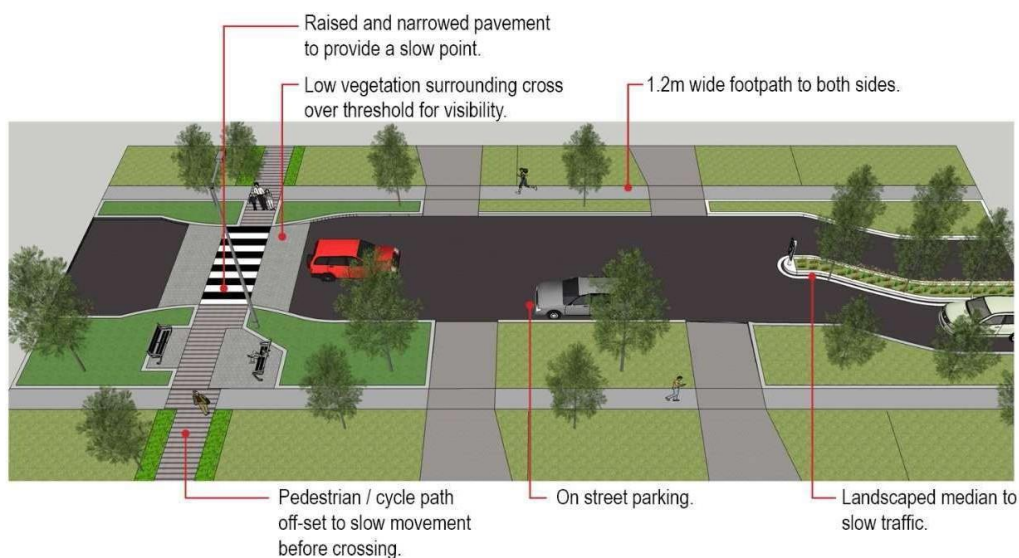 Raised and narrowed pavement
to provide a slow point.
Low vegetation surrounding cross
over threshold for visibility.
1.2m wide footpath to both sides.
Pedestrian / cycle path
off-set to slow movement
before crossing.
On street parking.
Landscaped median to
slow traffic.